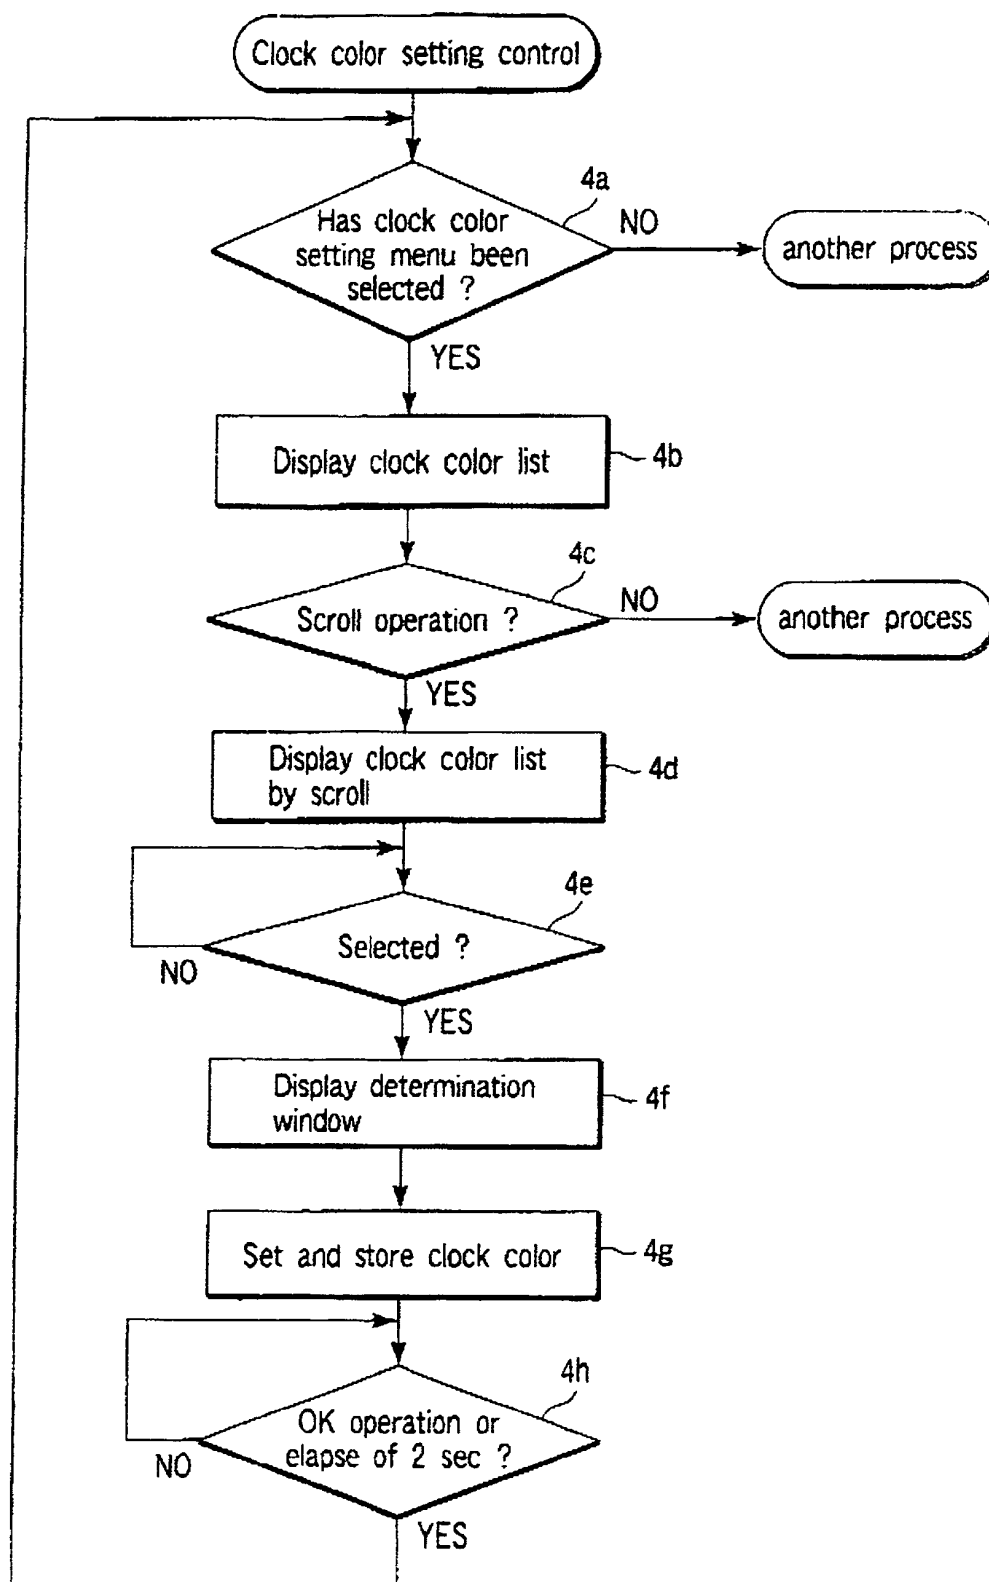 Clock color setting control
4a
Has clock color
setting menu been
selected ?
NO
another process
YES
Display clock color list
4b
4c
Scroll operation ?
NO
another process
YES
Display clock color list
by scroll
4d
4e
Selected ?
NO
YES
Display determination
window
4f
Set and store clock color
4g
4h
OK operation or
elapse of 2 sec ?
NO
YES